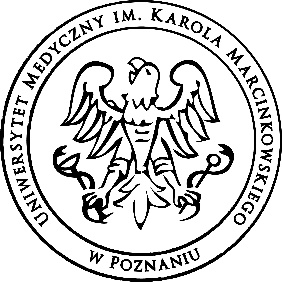 UNIWERSYTET MEDYCZNY IM. KAROLA MARCINKOWSKIEGO
W POZNANIU